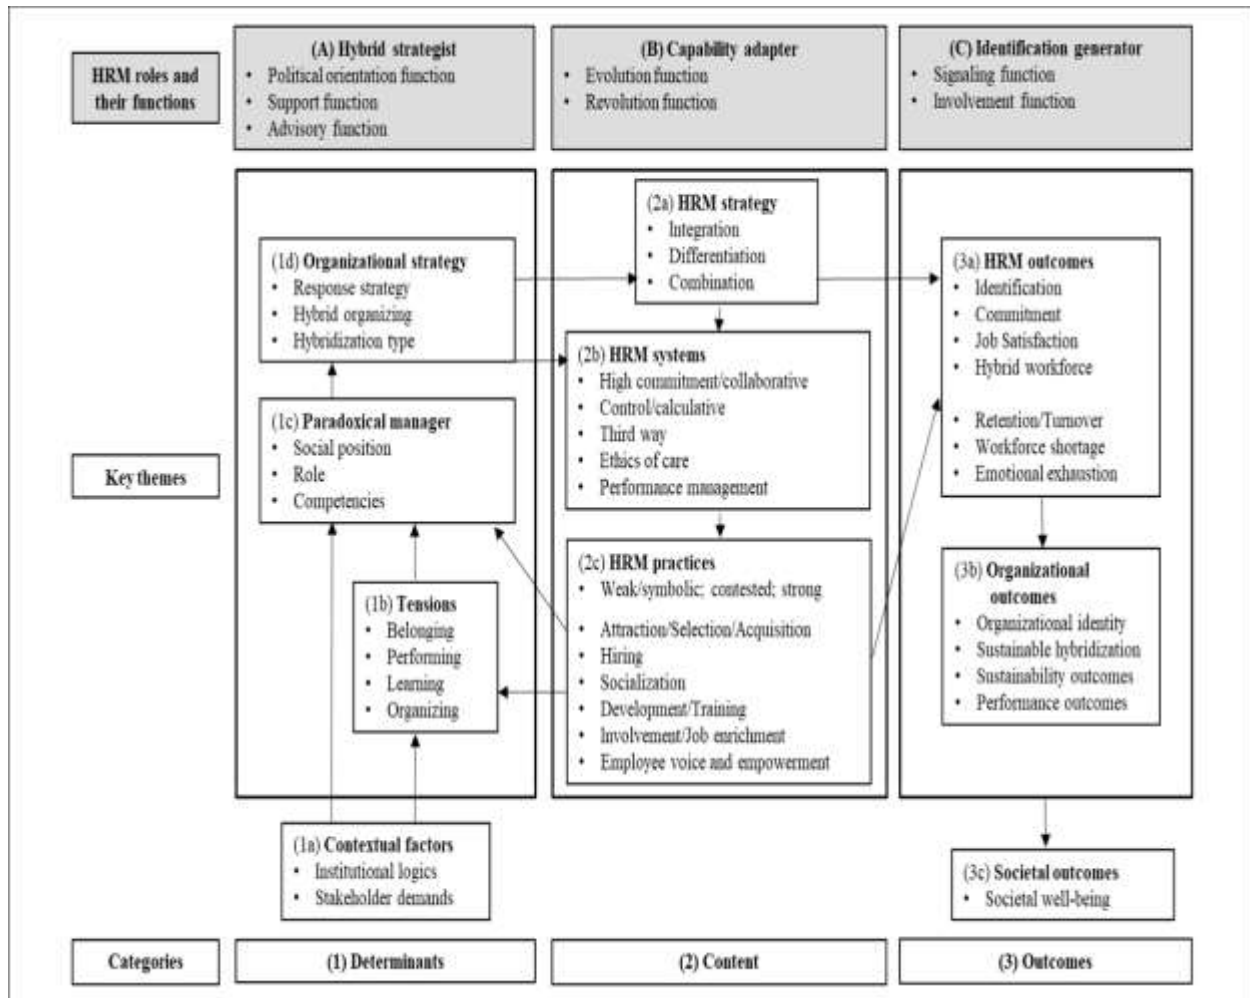 HRM roles and
their functions
(A) Hybrid strategist
• Political orientation function
• Support function
• Advisory function
(B) Capability adapter
• Evolution function
• Revolution function
(C) Identification generator
• Signaling function
• Involvement function
Key themes
(1d) Organizational strategy
• Response strategy
• Hybrid organizing
• Hybridization type
(1c) Paradoxical manager
• Social position
• Role
• Competencies
(1b) Tensions
• Belonging
• Performing
• Learning
• Organizing
(1a) Contextual factors
• Institutional logics
• Stakeholder demands
(2a) HRM strategy
• Integration
• Differentiation
• Combination
(2b) HRM systems
• High commitment/collaborative
• Control/calculative
• Third way
• Ethics of care
• Performance management
(2c) HRM practices
• Weak/symbolic; contested; strong
• Attraction/Selection/Acquisition
• Hiring
• Socialization
• Development/Training
• Involvement/Job enrichment
• Employee voice and empowerment
(3a) HRM outcomes
• Identification
• Commitment
• Job Satisfaction
• Hybrid workforce
• Retention/Turnover
• Workforce shortage
• Emotional exhaustion
(3b) Organizational
outcomes
• Organizational identity
• Sustainable hybridization
• Sustainability outcomes
• Performance outcomes
(3c) Societal outcomes
• Societal well-being
Categories
(1) Determinants
(2) Content
(3) Outcomes